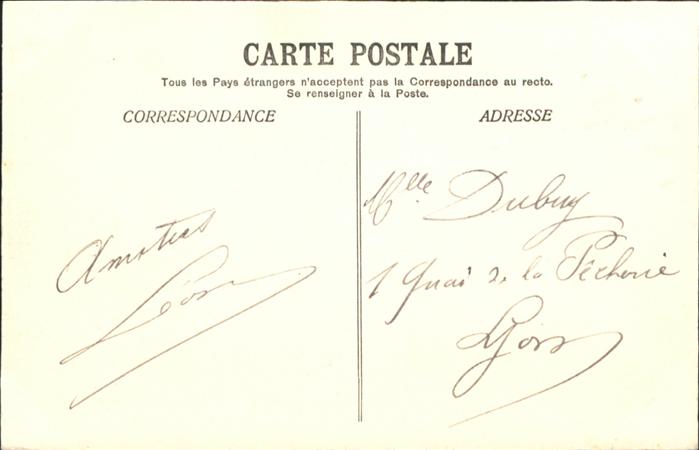 CARTE POSTALE
Tous les Pays étrangers n'acceptent pas la Correspondance au recto.
Se renseigner à la Poste.
CORRESPONDANCE
Amities
Léon
ADRESSE
Mlle Dubuy
1 Quai de la Pêcherie
Lyon